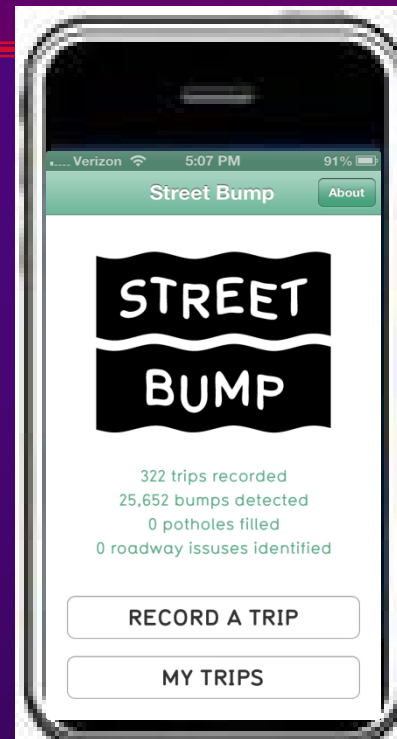 Verizon 5:07 PM 91%
Street Bump About
STREET
BUMP
322 trips recorded
25,652 bumps detected
0 potholes filled
0 roadway issuses identified
RECORD A TRIP
MY TRIPS